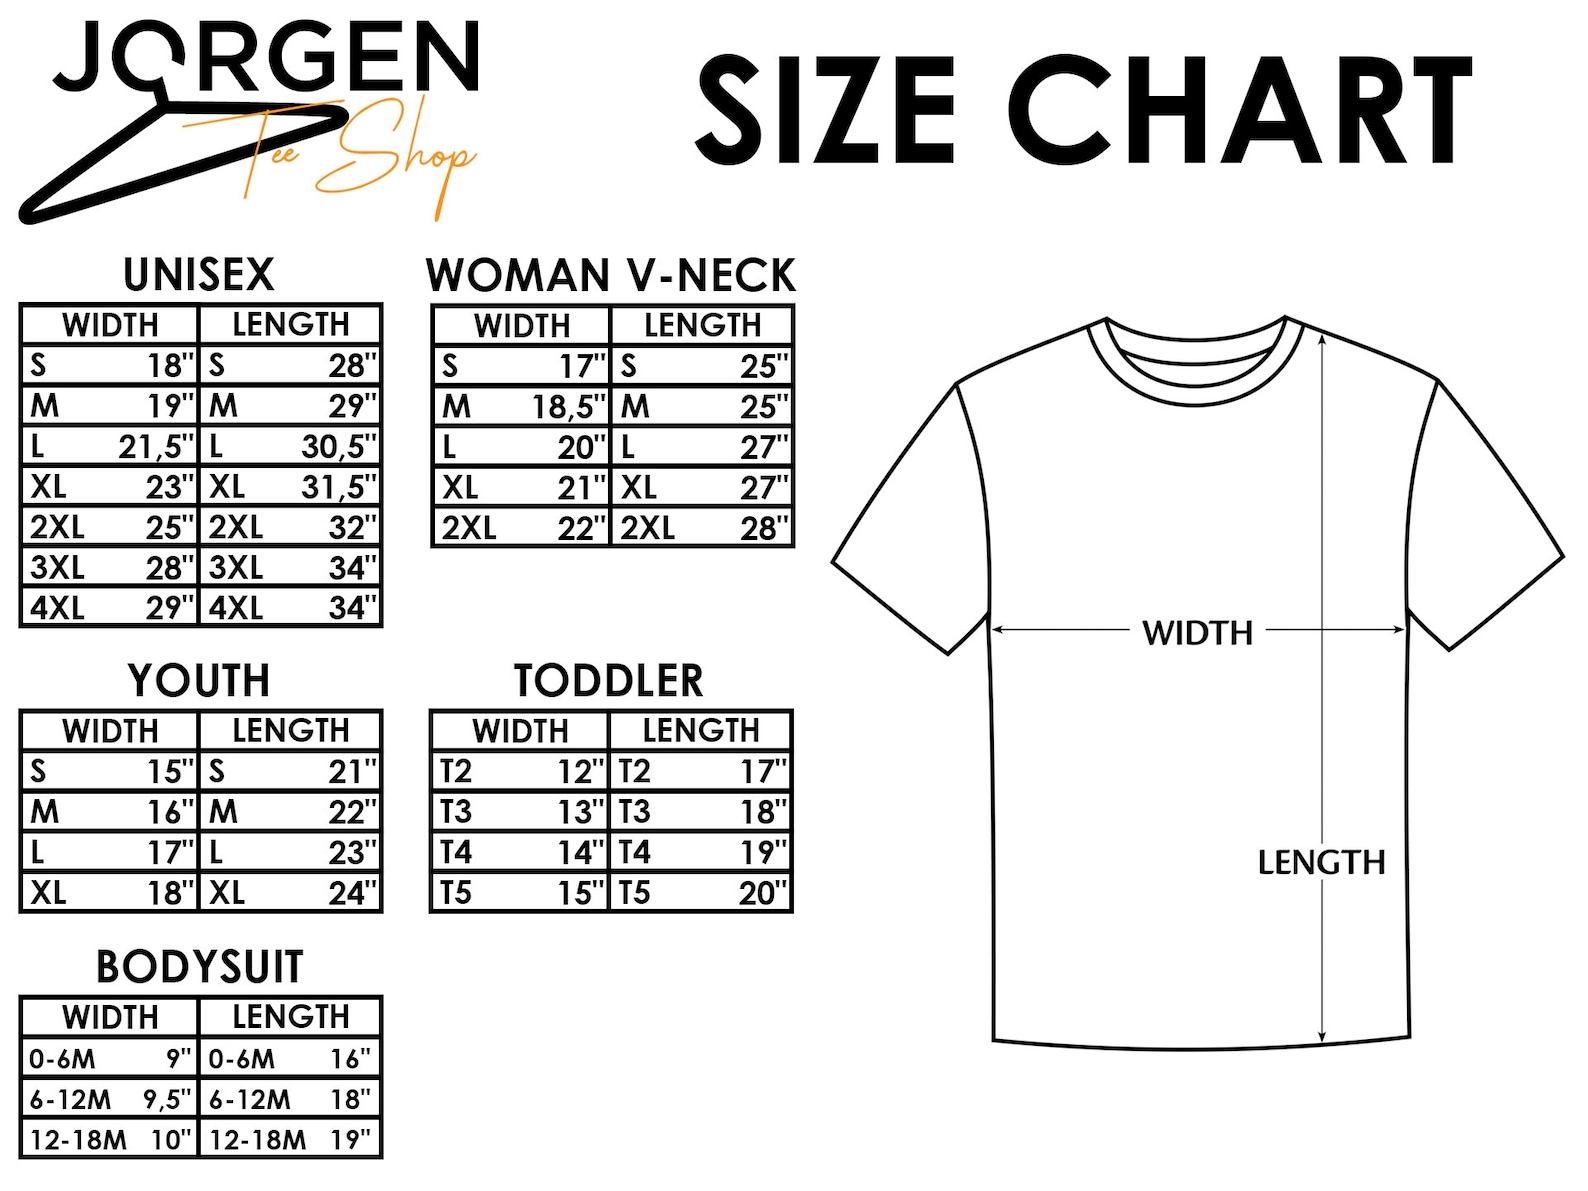 JORGEN
Tee Shop
SIZE CHART
UNISEX
WIDTH LENGTH
S 18" S 28"
M 19" M 29"
L 21,5" L 30,5"
XL 23" XL 31,5"
2XL 25" 2XL 32"
3XL 28" 3XL 34"
4XL 29" 4XL 34"
WOMAN V-NECK
WIDTH LENGTH
S 17" S 25"
M 18,5" M 25"
L 20" L 27"
XL 21" XL 27"
2XL 22" 2XL 28"
YOUTH
WIDTH LENGTH
S 15" S 21"
M 16" M 22"
L 17" L 23"
XL 18" XL 24"
TODDLER
WIDTH LENGTH
T2 12" T2 17"
T3 13" T3 18"
T4 14" T4 19"
T5 15" T5 20"
BODYSUIT
WIDTH LENGTH
0-6M 9" 0-6M 16"
6-12M 9,5" 6-12M 18"
12-18M 10" 12-18M 19"
WIDTH
LENGTH